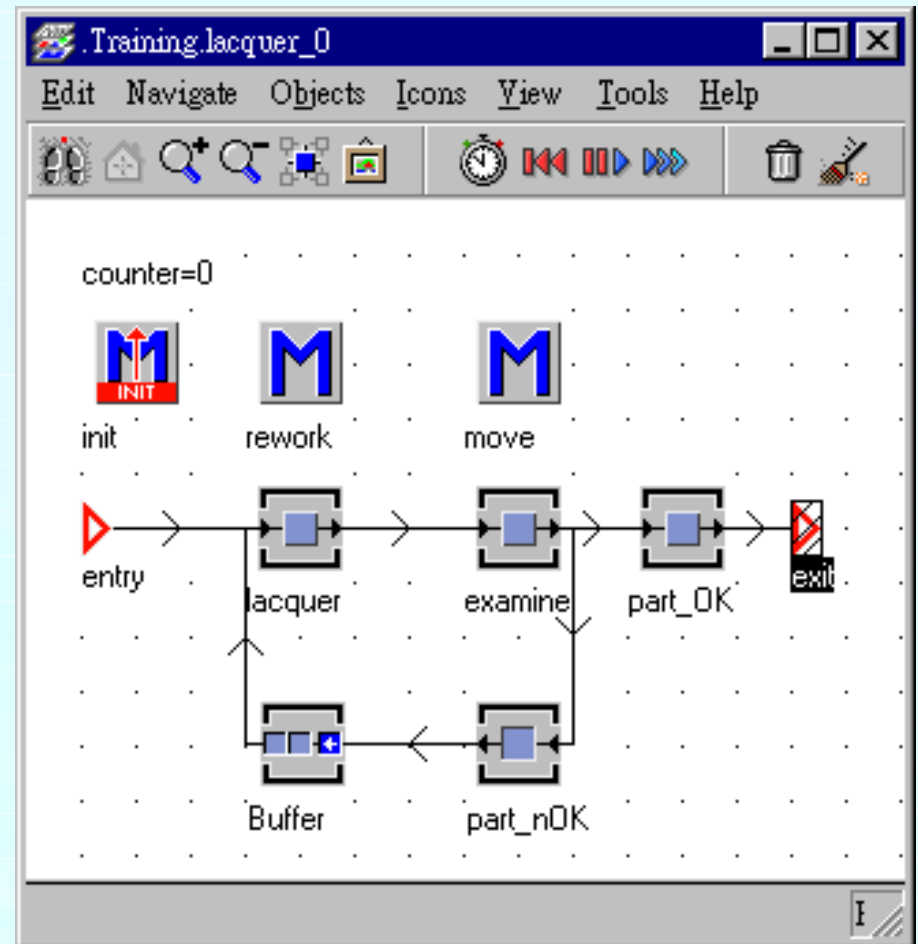 .Training.lacquer_0
Edit Navigate Objects Icons View Tools Help
counter=0
M INIT M M
init rework move
entry lacquer examine part_OK exit
Buffer part_nOK